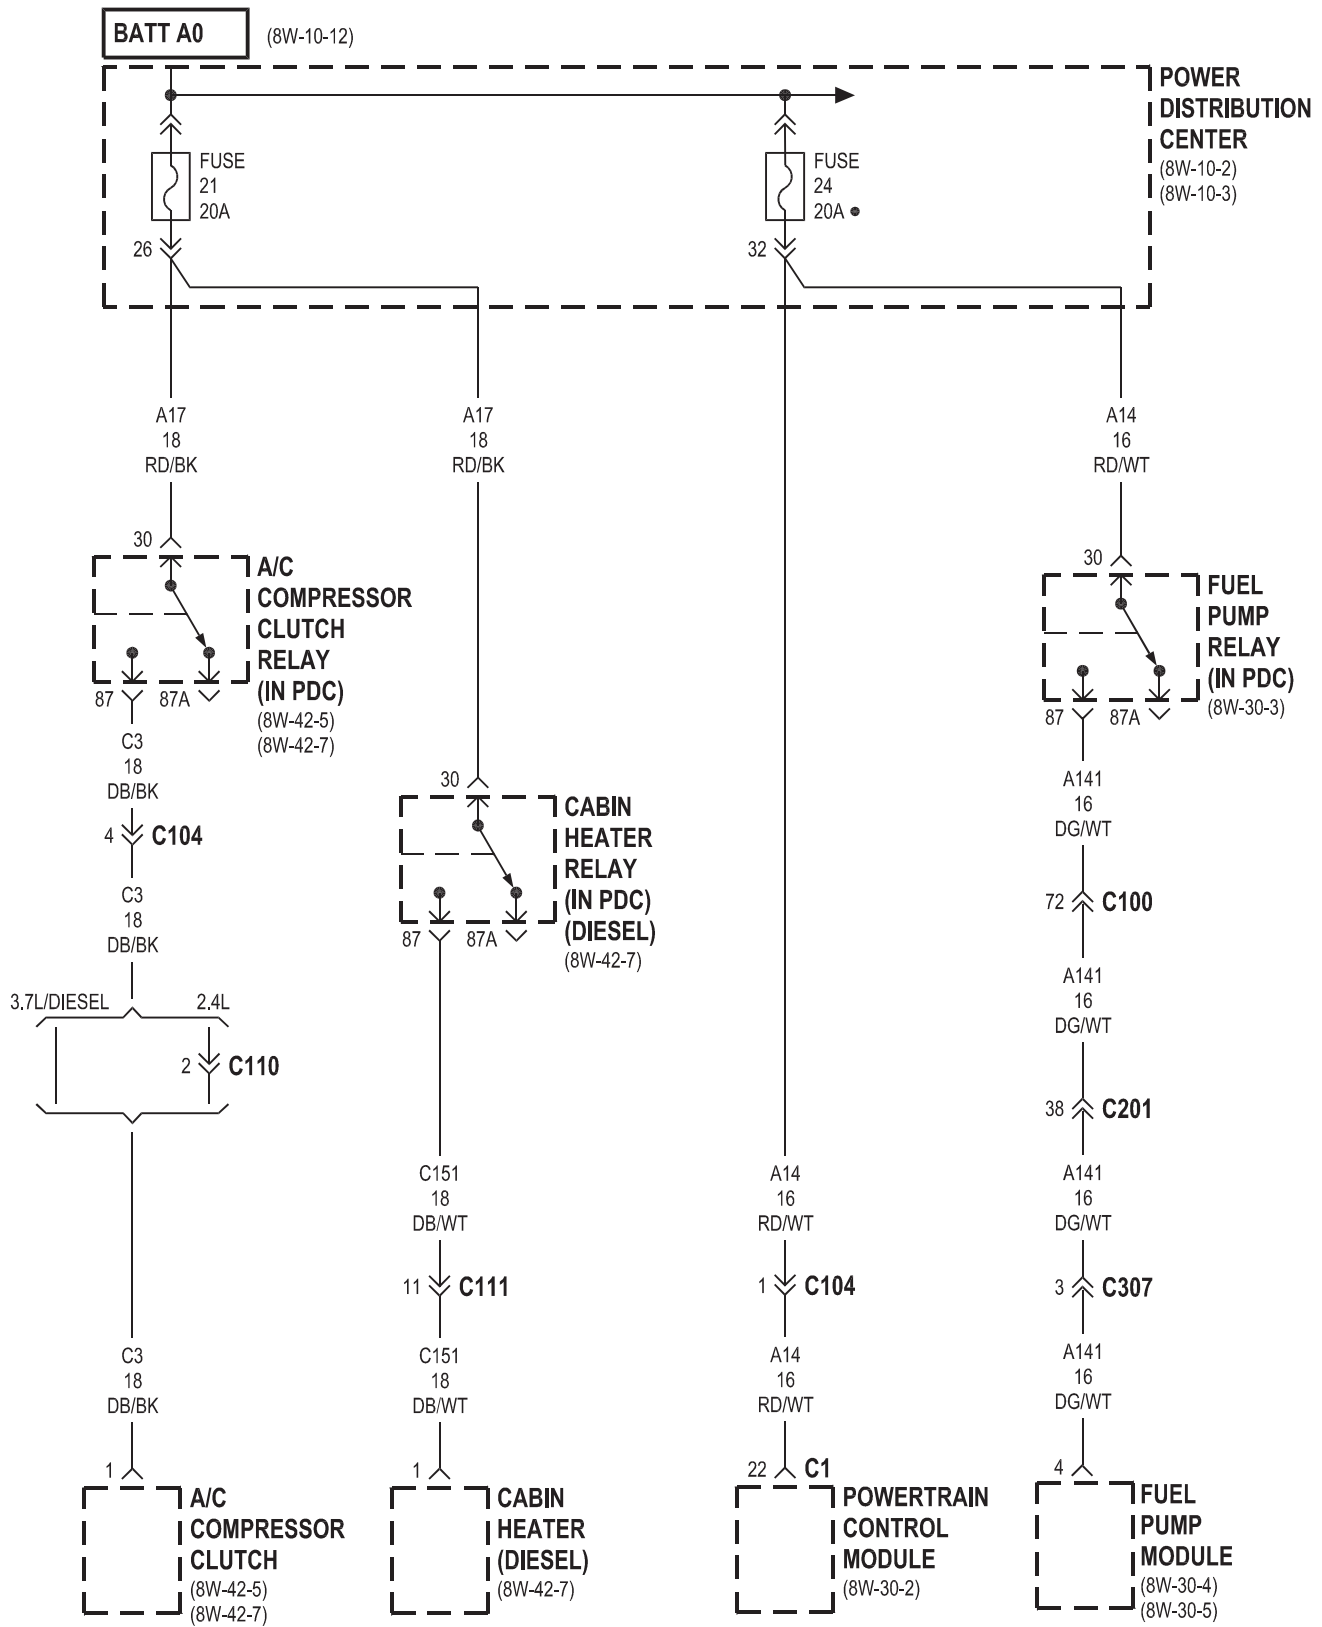 BATT A0
(8W-10-12)
POWER
DISTRIBUTION
CENTER
(8W-10-2)
(8W-10-3)
FUSE
21
20A
FUSE
24
20A •
26
32
A17
18
RD/BK
A17
18
RD/BK
A14
16
RD/WT
30
A/C
COMPRESSOR
CLUTCH
RELAY
(IN PDC)
(8W-42-5)
(8W-42-7)
87
87A
30
FUEL
PUMP
RELAY
(IN PDC)
(8W-30-3)
87
87A
C3
18
DB/BK
4
C104
C3
18
DB/BK
30
CABIN
HEATER
RELAY
(IN PDC)
(DIESEL)
(8W-42-7)
87
87A
A141
16
DG/WT
72
C100
A141
16
DG/WT
3.7L/DIESEL
2.4L
2
C110
38
C201
C151
18
DB/WT
A14
16
RD/WT
A141
16
DG/WT
11
C111
1
C104
3
C307
C3
18
DB/BK
C151
18
DB/WT
A14
16
RD/WT
A141
16
DG/WT
1
1
22
C1
4
A/C
COMPRESSOR
CLUTCH
(8W-42-5)
(8W-42-7)
CABIN
HEATER
(DIESEL)
(8W-42-7)
POWERTRAIN
CONTROL
MODULE
(8W-30-2)
FUEL
PUMP
MODULE
(8W-30-4)
(8W-30-5)